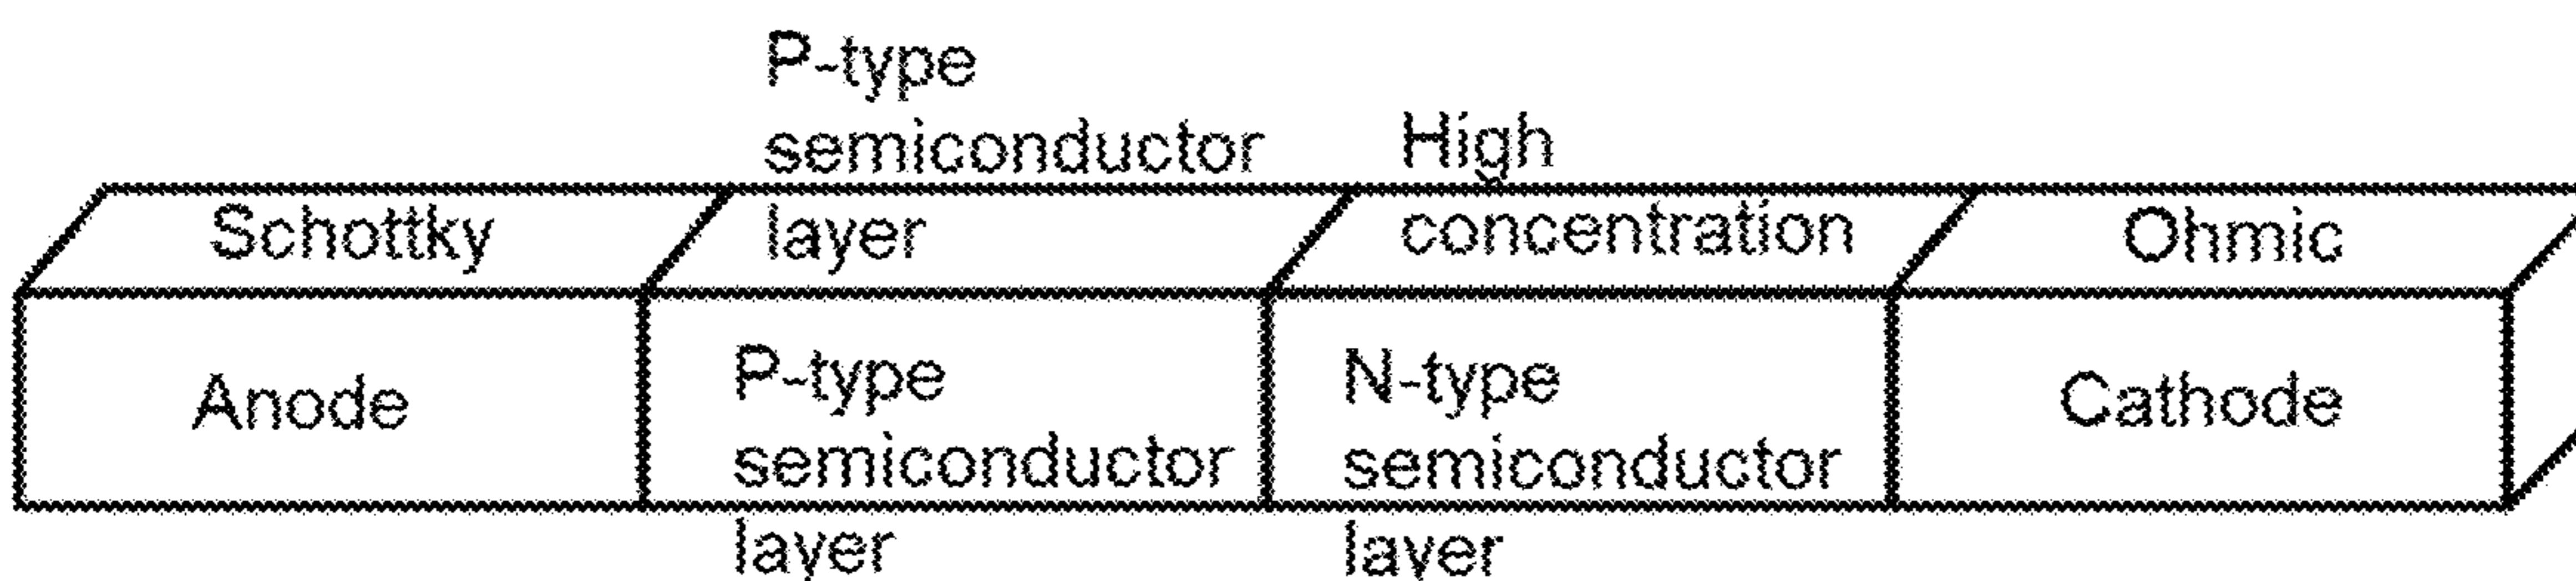 P-type
semiconductor
layer
High
concentration
Schottky
Ohmic
Anode
P-type
semiconductor
layer
N-type
semiconductor
layer
Cathode